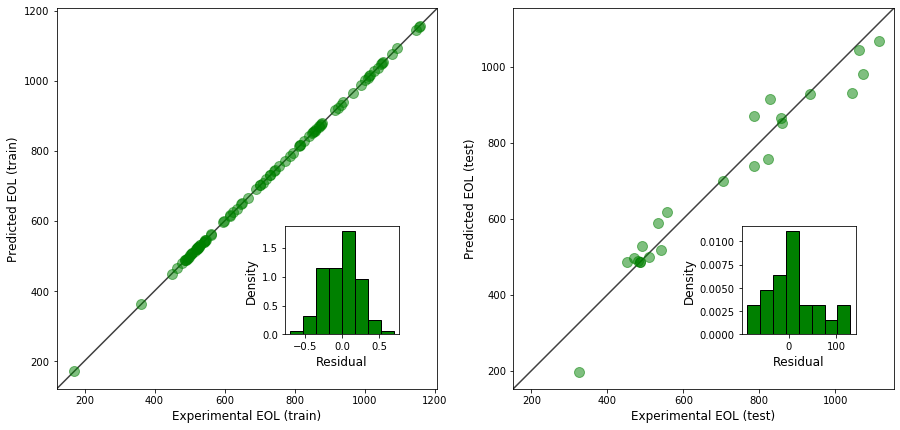 1200
1000
800
600
400
200
Predicted EOL (train)
200 400 600 800 1000 1200
Experimental EOL (train)
1.5
1.0
0.5
0.0
Density
−0.5 0.0 0.5
Residual
1000
800
600
400
200
Predicted EOL (test)
200 400 600 800 1000
Experimental EOL (test)
0.0100
0.0075
0.0050
0.0025
0.0000
Density
0 100
Residual